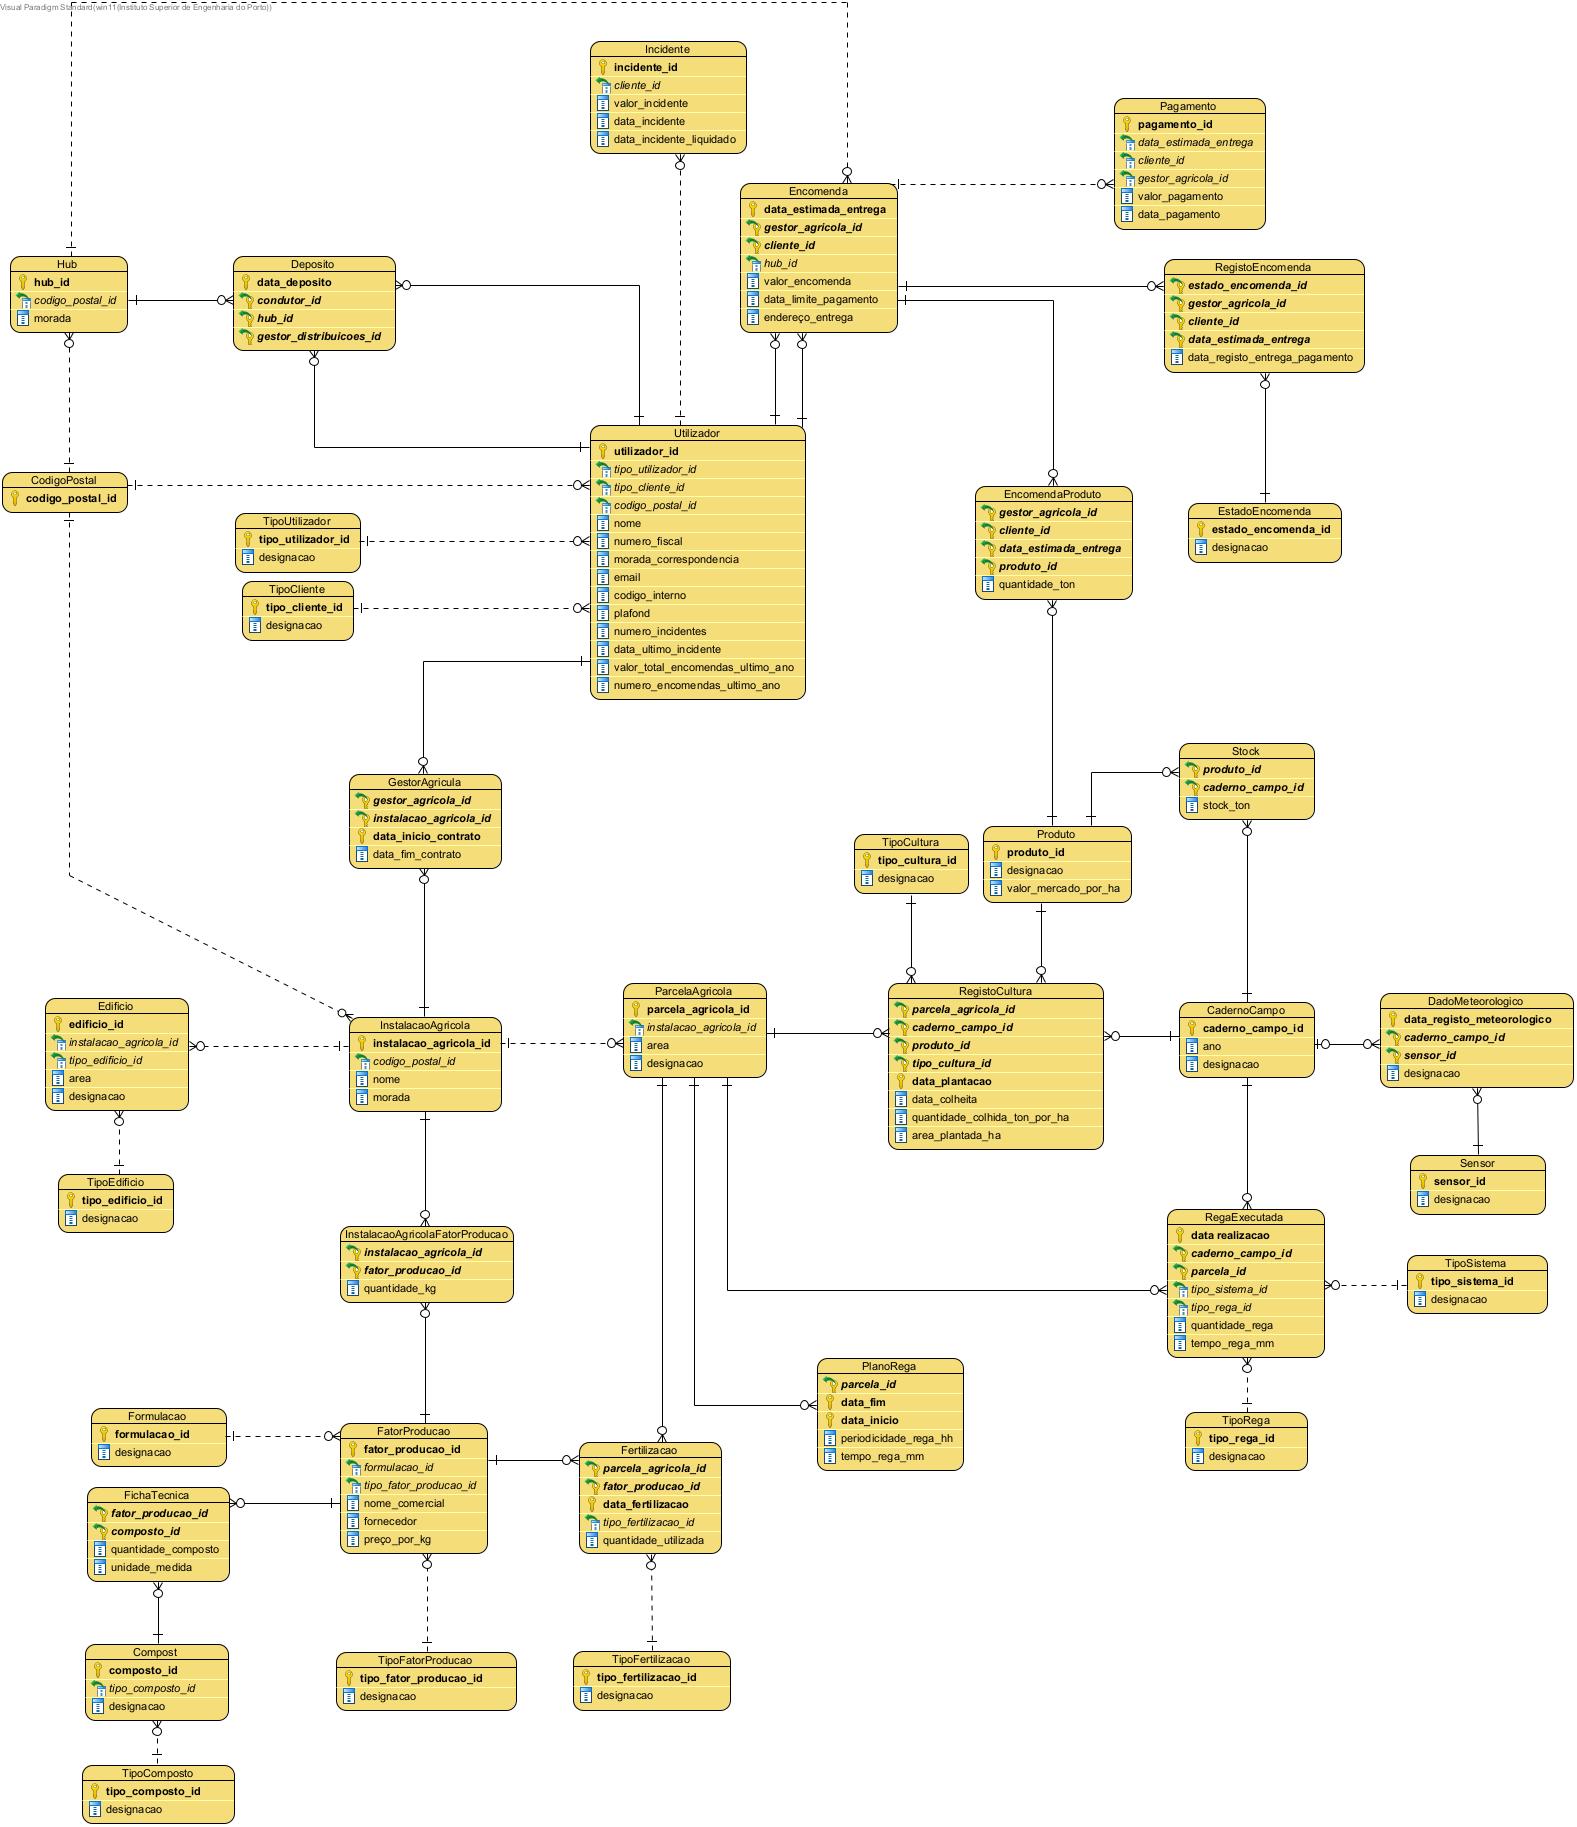 Visual Paradigm Standard(win11(Instituto Superior de Engenharia do Porto))
Incidente
incidente_id
cliente_id
valor_incidente
data_incidente
data_incidente_liquidado
Pagamento
pagamento_id
data_estimada_entrega
cliente_id
gestor_agricola_id
valor_pagamento
data_pagamento
Encomenda
data_estimada_entrega
gestor_agricola_id
cliente_id
hub_id
valor_encomenda
data_limite_pagamento
endereço_entrega
Hub
hub_id
codigo_postal_id
morada
Deposito
data_deposito
condutor_id
hub_id
gestor_distribuicoes_id
RegistoEncomenda
estado_encomenda_id
gestor_agricola_id
cliente_id
data_estimada_entrega
data_registo_entrega_pagamento
Utilizador
utilizador_id
tipo_utilizador_id
tipo_cliente_id
codigo_postal_id
nome
numero_fiscal
morada_correspondencia
email
codigo_interno
plafond
numero_incidentes
data_ultimo_incidente
valor_total_encomendas_ultimo_ano
numero_encomendas_ultimo_ano
CodigoPostal
codigo_postal_id
TipoUtilizador
tipo_utilizador_id
designacao
TipoCliente
tipo_cliente_id
designacao
EncomendaProduto
gestor_agricola_id
cliente_id
data_estimada_entrega
produto_id
quantidade_ton
EstadoEncomenda
estado_encomenda_id
designacao
GestorAgricula
gestor_agricola_id
instalacao_agricola_id
data_inicio_contrato
data_fim_contrato
Stock
produto_id
caderno_campo_id
stock_ton
TipoCultura
tipo_cultura_id
designacao
Produto
produto_id
designacao
valor_mercado_por_ha
Edificio
edificio_id
instalacao_agricola_id
tipo_edificio_id
area
designacao
InstalacaoAgricola
instalacao_agricola_id
codigo_postal_id
nome
morada
ParcelaAgricola
parcela_agricola_id
instalacao_agricola_id
area
designacao
RegistoCultura
parcela_agricola_id
caderno_campo_id
produto_id
tipo_cultura_id
data_plantacao
data_colheita
quantidade_colhida_ton_por_ha
area_plantada_ha
CadernoCampo
caderno_campo_id
ano
designacao
DadoMeteorologico
data_registo_meteorologico
caderno_campo_id
sensor_id
designacao
TipoEdificio
tipo_edificio_id
designacao
Sensor
sensor_id
designacao
InstalacaoAgricolaFatorProducao
instalacao_agricola_id
fator_producao_id
quantidade_kg
RegaExecutada
data realizacao
caderno_campo_id
parcela_id
tipo_sistema_id
tipo_rega_id
quantidade_rega
tempo_rega_mm
TipoSistema
tipo_sistema_id
designacao
PlanoRega
parcela_id
data_fim
data_inicio
periodicidade_rega_hh
tempo_rega_mm
TipoRega
tipo_rega_id
designacao
Formulacao
formulacao_id
designacao
FatorProducao
fator_producao_id
formulacao_id
tipo_fator_producao_id
nome_comercial
fornecedor
preço_por_kg
Fertilizacao
parcela_agricola_id
fator_producao_id
data_fertilizacao
tipo_fertilizacao_id
quantidade_utilizada
FichaTecnica
fator_producao_id
composto_id
quantidade_composto
unidade_medida
Compost
composto_id
tipo_composto_id
designacao
TipoFatorProducao
tipo_fator_producao_id
designacao
TipoFertilizacao
tipo_fertilizacao_id
designacao
TipoComposto
tipo_composto_id
designacao